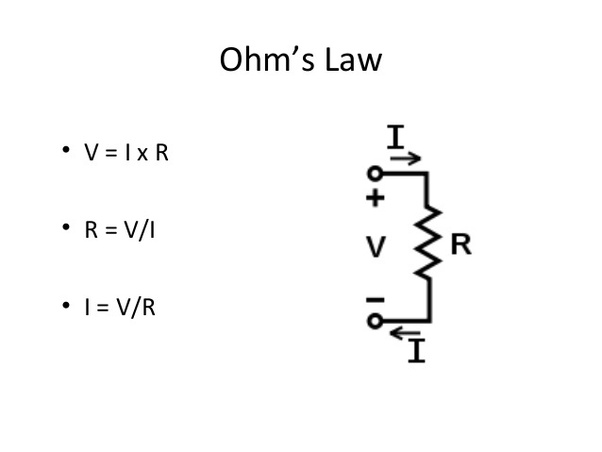 Ohm’s Law
• V = I x R
• R = V/I
• I = V/R
I
+
V
R
−
I